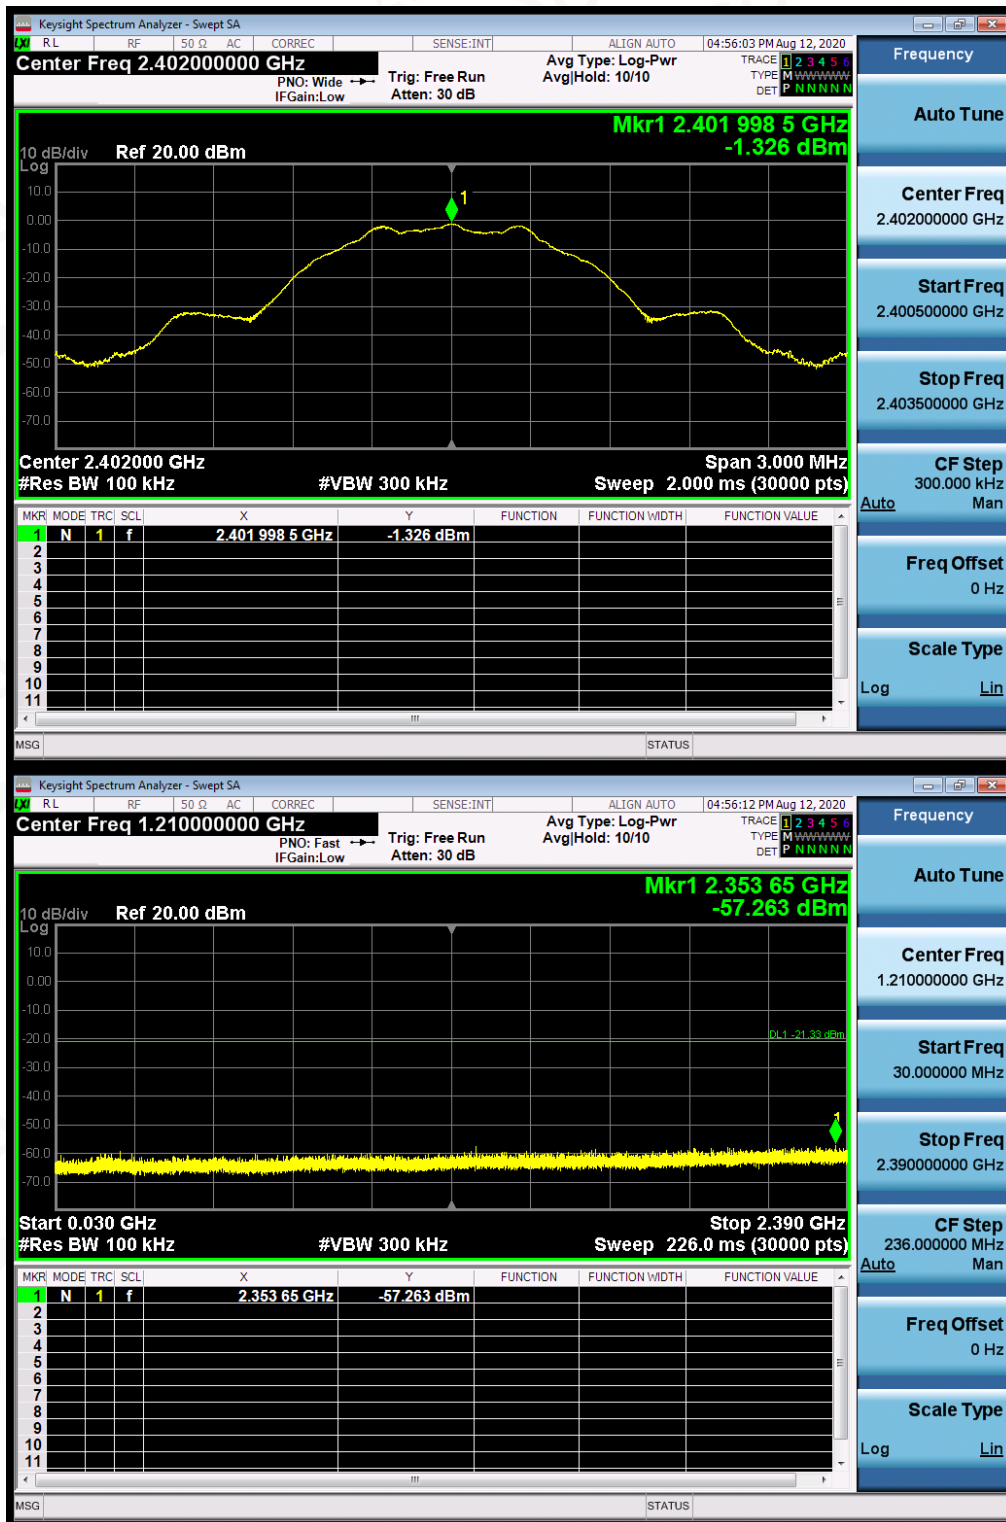 Keysight Spectrum Analyzer - Swept SA
LXI RL RF 50 Ω AC CORREC SENSE:INT ALIGN AUTO 04:56:03 PM Aug 12, 2020
Center Freq 2.402000000 GHz
PNO: Wide
IFGain:Low
Trig: Free Run
Atten: 30 dB
Avg Type: Log-Pwr
Avg|Hold: 10/10
TRACE 1 2 3 4 5 6
TYPE M WWWWW
DET P N N N N N
Mkr1 2.401 998 5 GHz
-1.326 dBm
10 dB/div Ref 20.00 dBm
Log
10.0
0.00
-10.0
-20.0
-30.0
-40.0
-50.0
-60.0
-70.0
1
Center 2.402000 GHz Span 3.000 MHz
#Res BW 100 kHz #VBW 300 kHz Sweep 2.000 ms (30000 pts)
MKR MODE TRC SCL X Y FUNCTION FUNCTION WIDTH FUNCTION VALUE
1 N 1 f 2.401 998 5 GHz -1.326 dBm
2
3
4
5
6
7
8
9
10
11
MSG STATUS
Frequency
Auto Tune
Center Freq
2.402000000 GHz
Start Freq
2.400500000 GHz
Stop Freq
2.403500000 GHz
CF Step
300.000 kHz
Auto Man
Freq Offset
0 Hz
Scale Type
Log Lin
Keysight Spectrum Analyzer - Swept SA
LXI RL RF 50 Ω AC CORREC SENSE:INT ALIGN AUTO 04:56:12 PM Aug 12, 2020
Center Freq 1.210000000 GHz
PNO: Fast
IFGain:Low
Trig: Free Run
Atten: 30 dB
Avg Type: Log-Pwr
Avg|Hold: 10/10
TRACE 1 2 3 4 5 6
TYPE M WWWWW
DET P N N N N N
Mkr1 2.353 65 GHz
-57.263 dBm
10 dB/div Ref 20.00 dBm
Log
10.0
0.00
-10.0
-20.0
-30.0
-40.0
-50.0
-60.0
-70.0
DL1 -21.33 dBm
1
Start 0.030 GHz Stop 2.390 GHz
#Res BW 100 kHz #VBW 300 kHz Sweep 226.0 ms (30000 pts)
MKR MODE TRC SCL X Y FUNCTION FUNCTION WIDTH FUNCTION VALUE
1 N 1 f 2.353 65 GHz -57.263 dBm
2
3
4
5
6
7
8
9
10
11
MSG STATUS
Frequency
Auto Tune
Center Freq
1.210000000 GHz
Start Freq
30.000000 MHz
Stop Freq
2.390000000 GHz
CF Step
236.000000 MHz
Auto Man
Freq Offset
0 Hz
Scale Type
Log Lin